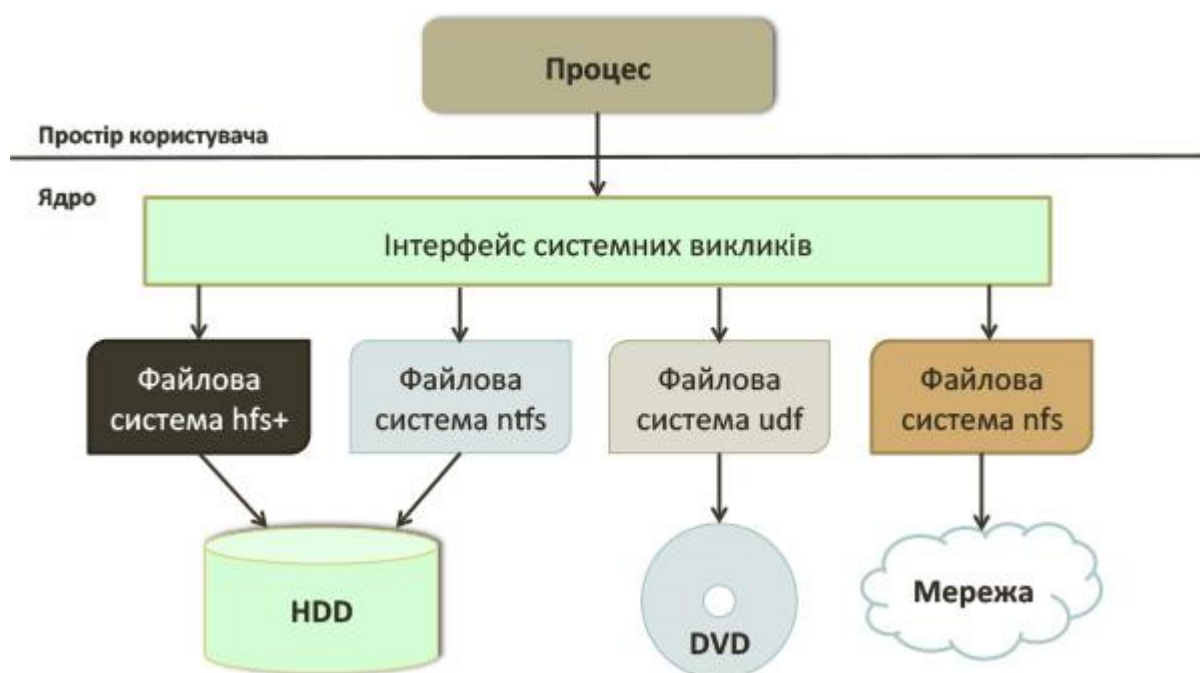 Процес
Простір користувача
Ядро
Інтерфейс системних викликів
Файлова
система hfs+
Файлова
система ntfs
Файлова
система udf
Файлова
система nfs
HDD
DVD
Мережа